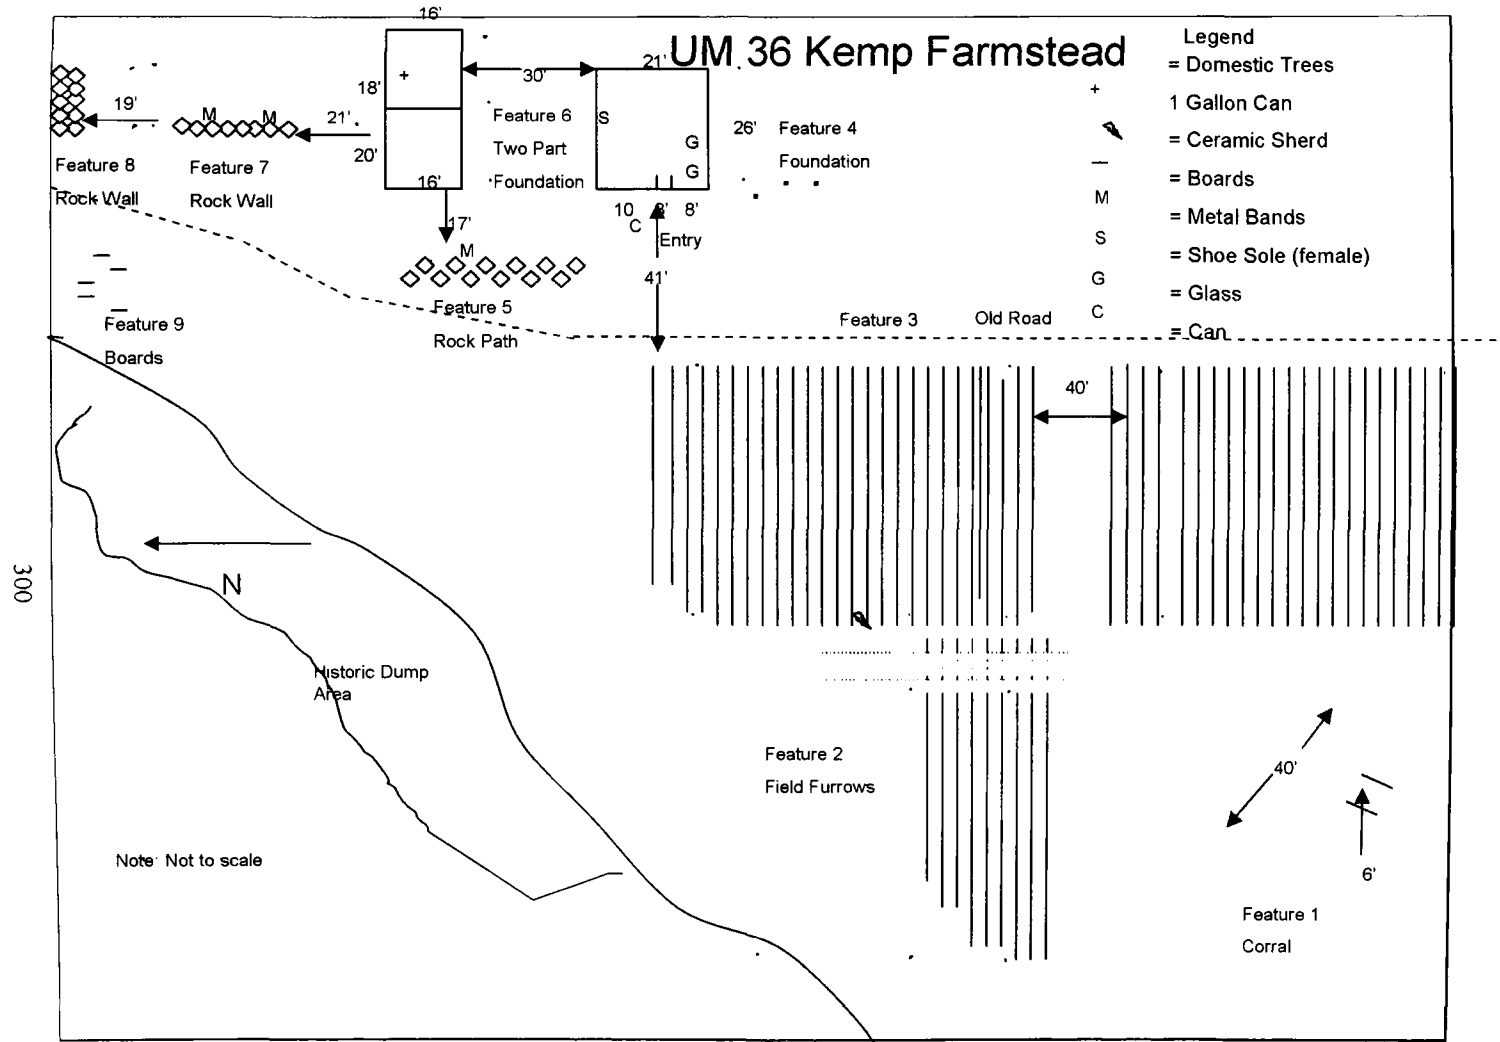 16'
UM 36 Kemp Farmstead
Legend
= Domestic Trees
+
1 Gallon Can
= Ceramic Sherd
= Boards
M
= Metal Bands
S
= Shoe Sole (female)
G
= Glass
C
= Can
18'
+
30'
21'
19'
M
M
21'
20'
16'
Feature 6
Two Part
Foundation
S
G
G
26'
Feature 4
Foundation
Feature 8
Rock Wall
Feature 7
Rock Wall
17'
M
10
8'
8'
C
Entry
41'
Feature 5
Rock Path
Feature 9
Boards
Feature 3
Old Road
40'
N
300
Historic Dump
Area
Feature 2
Field Furrows
40'
6'
Note: Not to scale
Feature 1
Corral